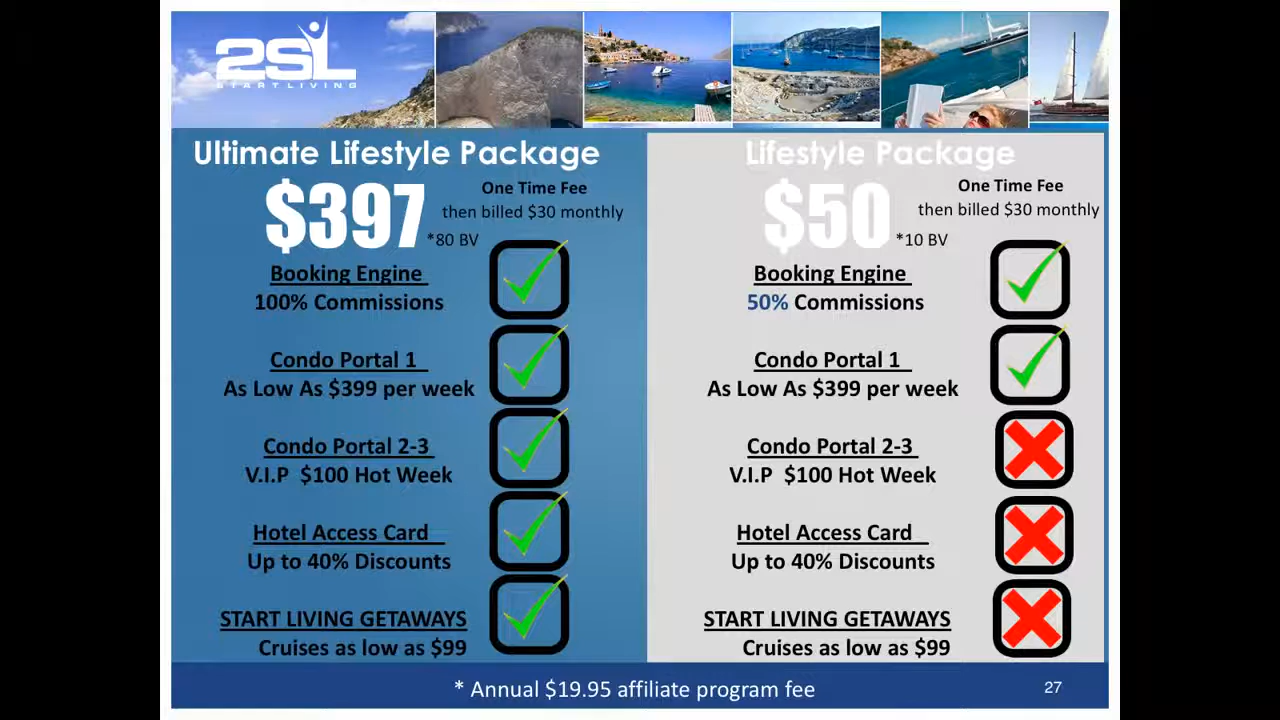 2SL
START LIVING
Ultimate Lifestyle Package
$397
One Time Fee
then billed $30 monthly
*80 BV
Booking Engine
100% Commissions
Condo Portal 1
As Low As $399 per week
Condo Portal 2-3
V.I.P $100 Hot Week
Hotel Access Card
Up to 40% Discounts
START LIVING GETAWAYS
Cruises as low as $99
Lifestyle Package
$50
One Time Fee
then billed $30 monthly
*10 BV
Booking Engine
50% Commissions
Condo Portal 1
As Low As $399 per week
Condo Portal 2-3
V.I.P $100 Hot Week
Hotel Access Card
Up to 40% Discounts
START LIVING GETAWAYS
Cruises as low as $99
* Annual $19.95 affiliate program fee
27